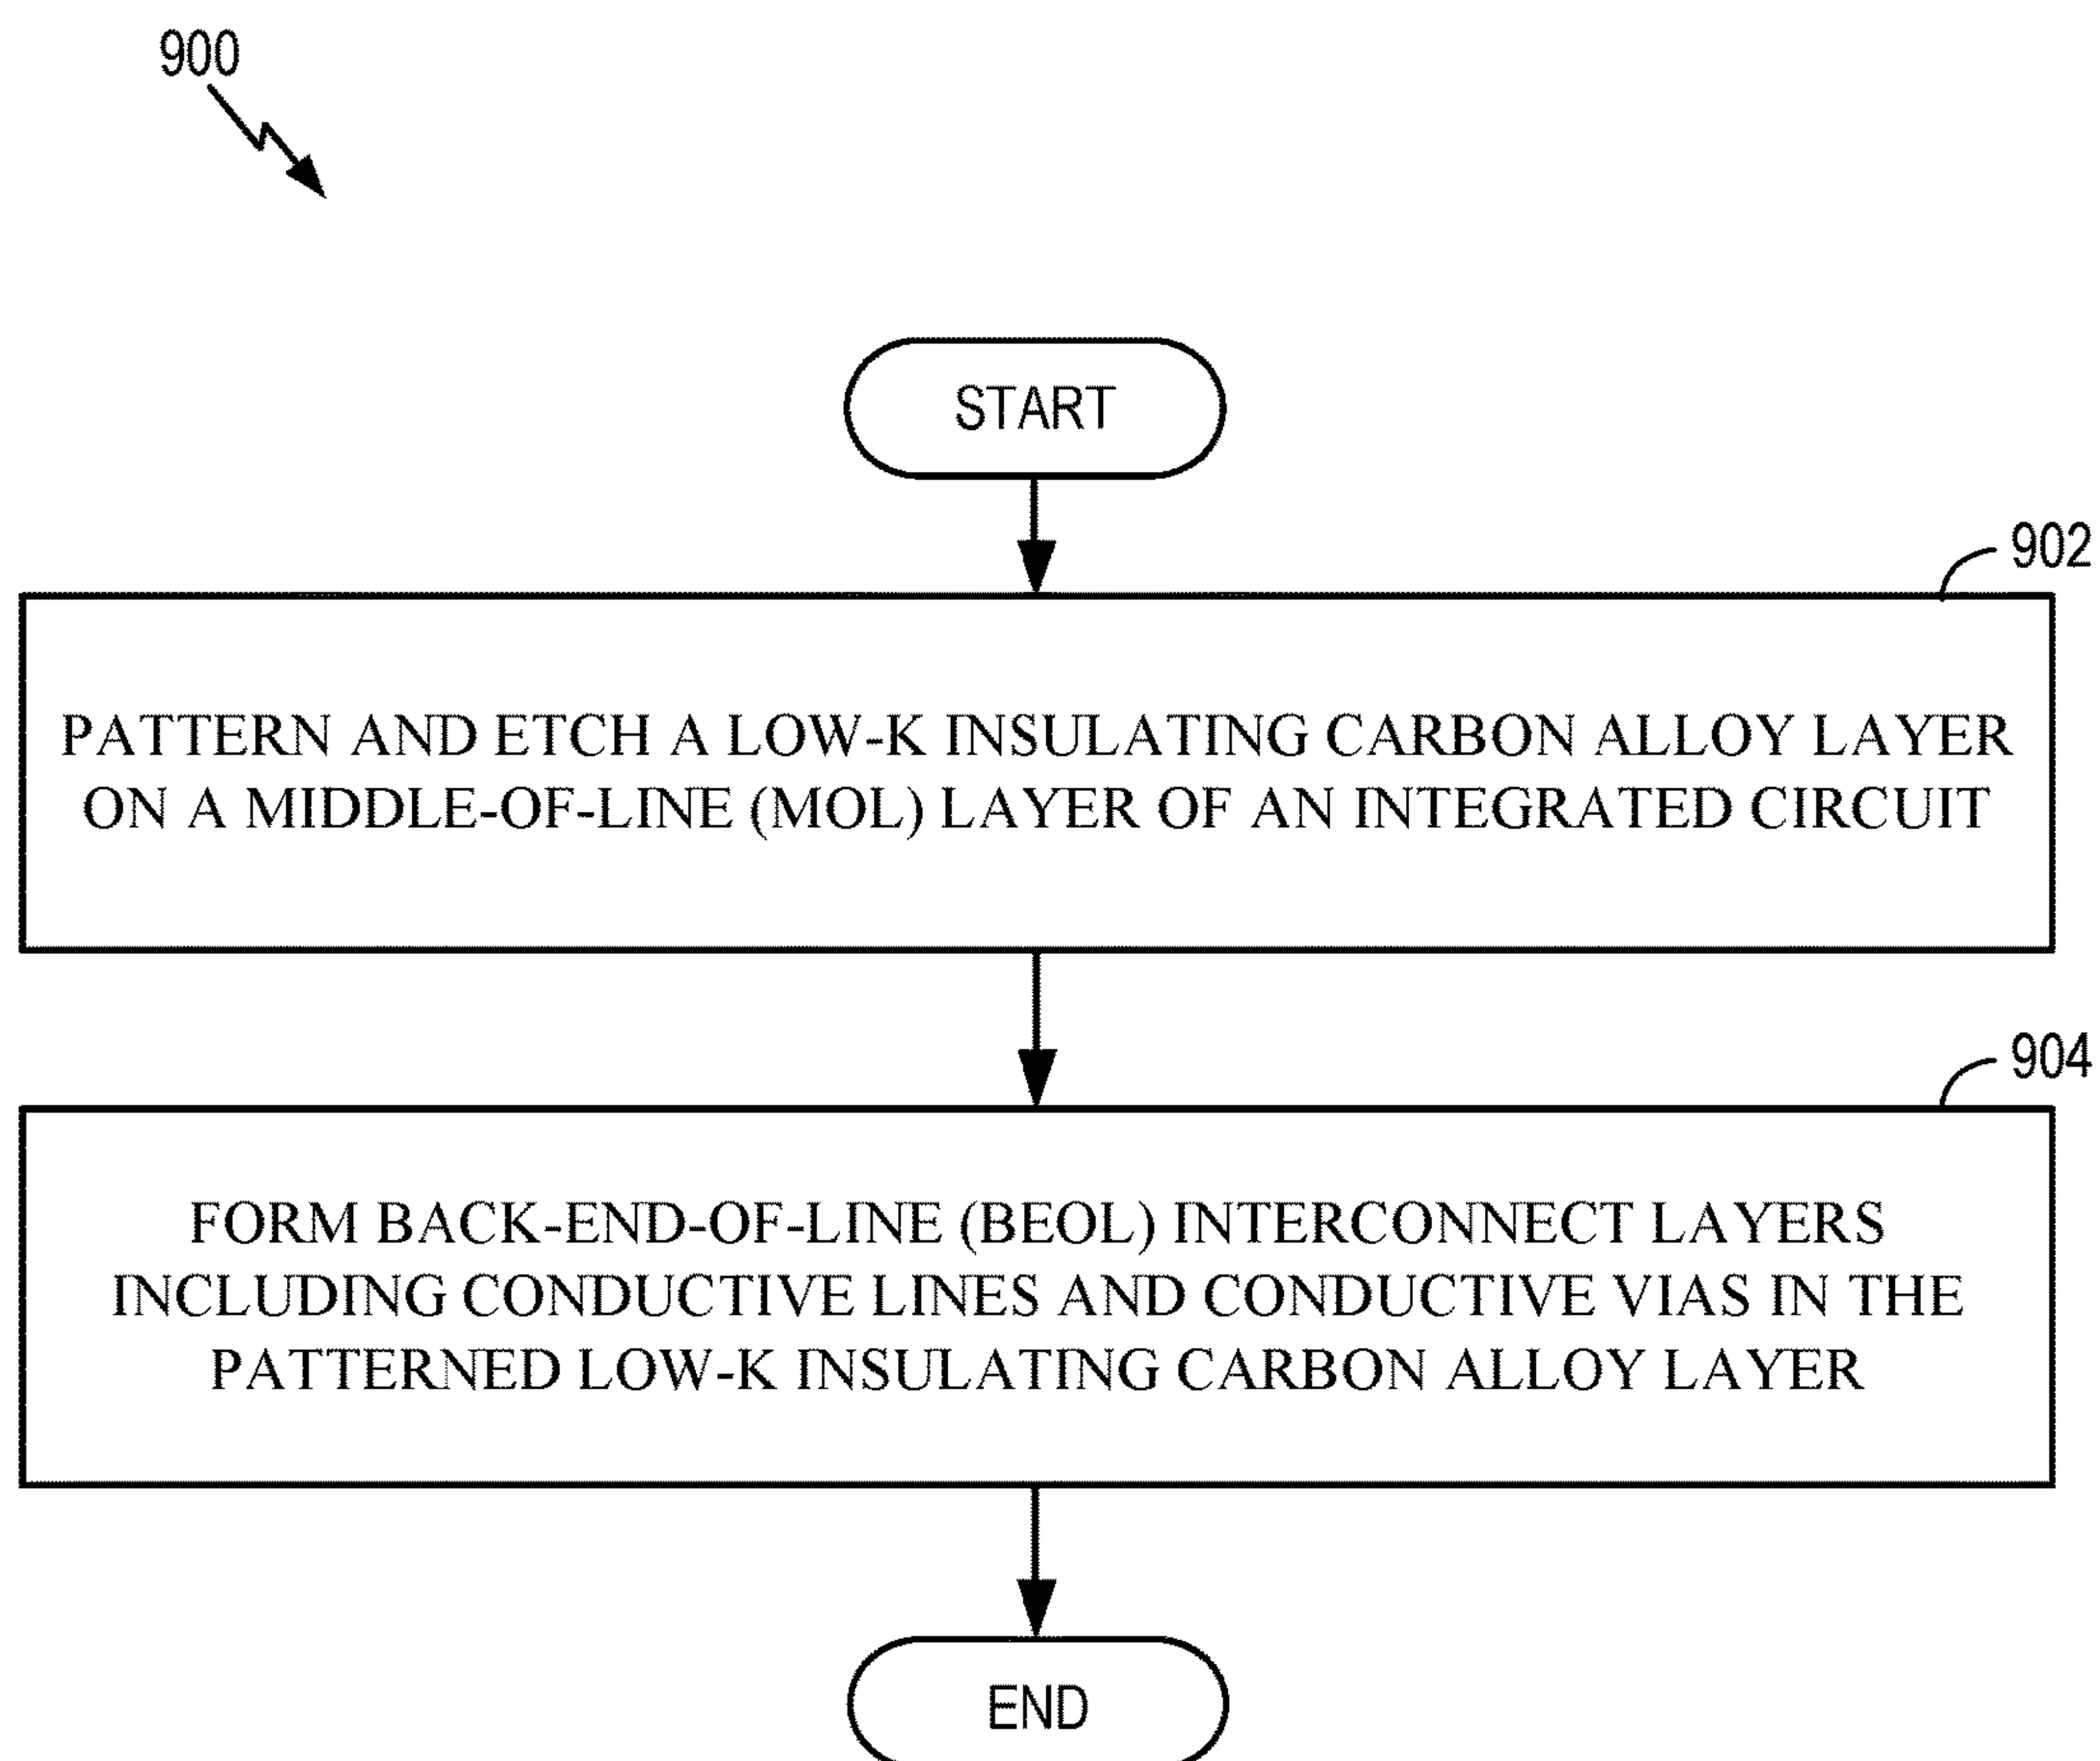 900
START
902
PATTERN AND ETCH A LOW-K INSULATING CARBON ALLOY LAYER
ON A MIDDLE-OF-LINE (MOL) LAYER OF AN INTEGRATED CIRCUIT
904
FORM BACK-END-OF-LINE (BEOL) INTERCONNECT LAYERS
INCLUDING CONDUCTIVE LINES AND CONDUCTIVE VIAS IN THE
PATTERNED LOW-K INSULATING CARBON ALLOY LAYER
END